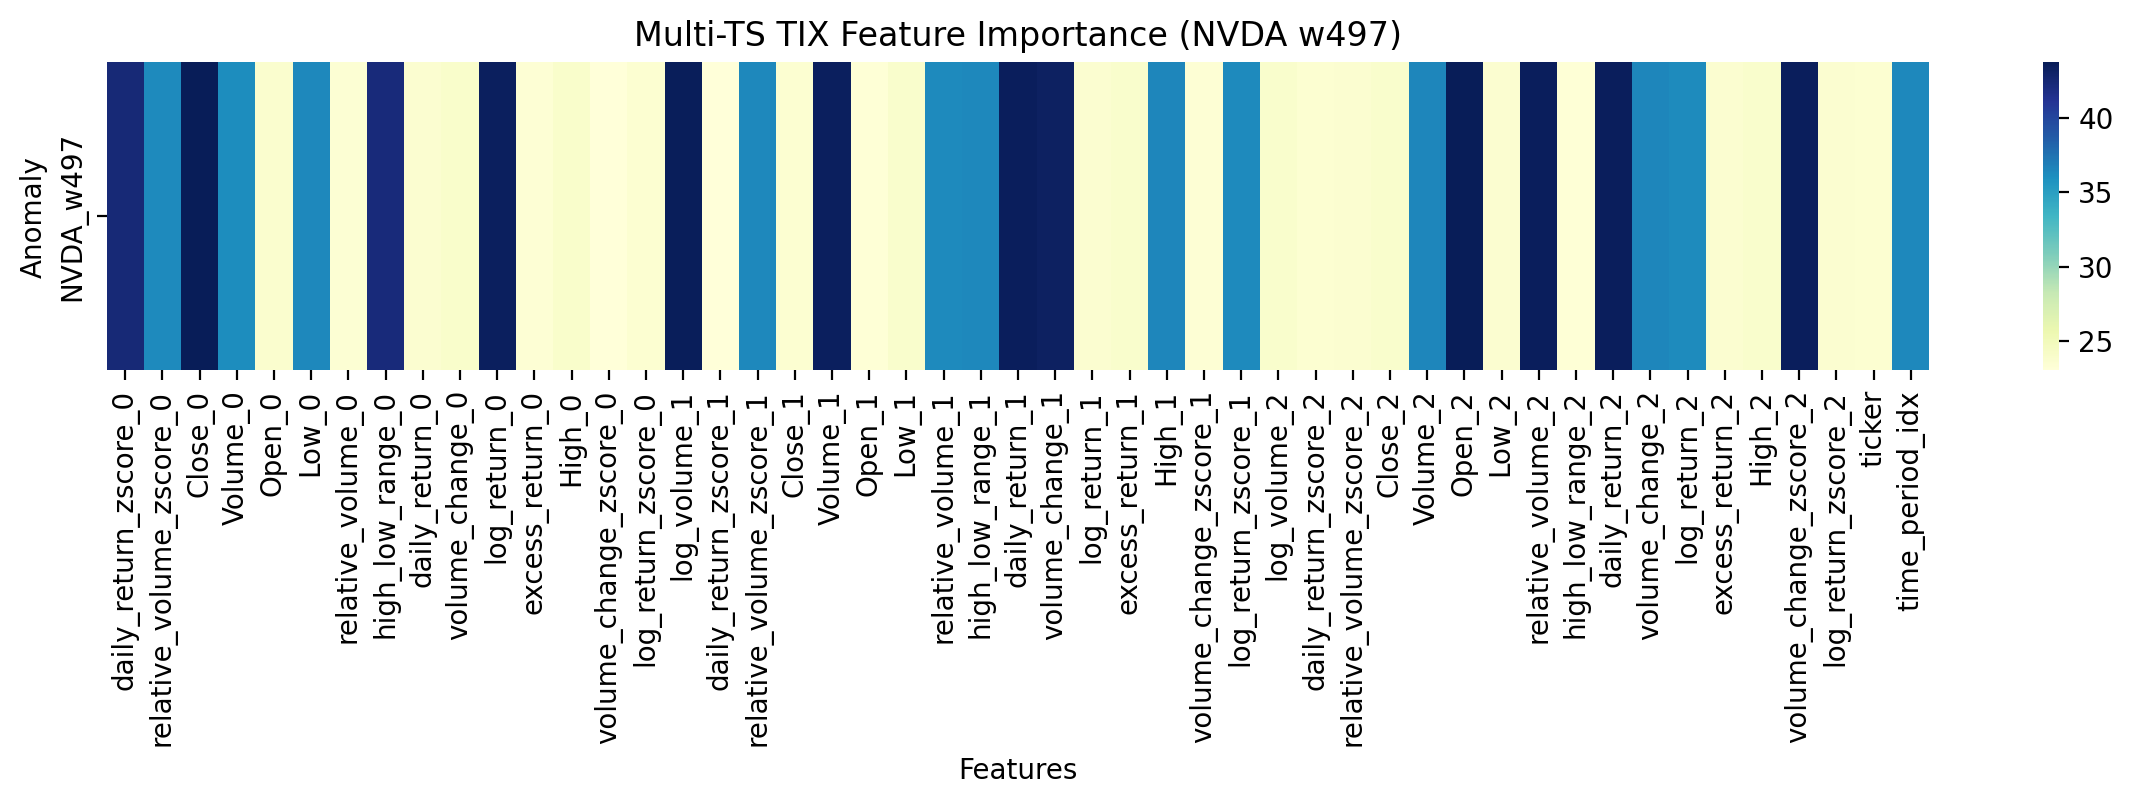 Multi-TS TIX Feature Importance (NVDA w497)
Anomaly
NVDA_w497
40
35
30
25
daily_return_zscore_0
relative_volume_zscore_0
Close_0
Volume_0
Open_0
Low_0
relative_volume_0
high_low_range_0
daily_return_0
volume_change_0
log_return_0
excess_return_0
High_0
volume_change_zscore_0
log_return_zscore_0
log_volume_1
daily_return_zscore_1
relative_volume_zscore_1
Close_1
Volume_1
Open_1
Low_1
relative_volume_1
high_low_range_1
daily_return_1
volume_change_1
log_return_1
excess_return_1
High_1
volume_change_zscore_1
log_return_zscore_1
log_volume_2
daily_return_zscore_2
relative_volume_zscore_2
Close_2
Volume_2
Open_2
Low_2
relative_volume_2
high_low_range_2
daily_return_2
volume_change_2
log_return_2
excess_return_2
High_2
volume_change_zscore_2
log_return_zscore_2
ticker
time_period_idx
Features